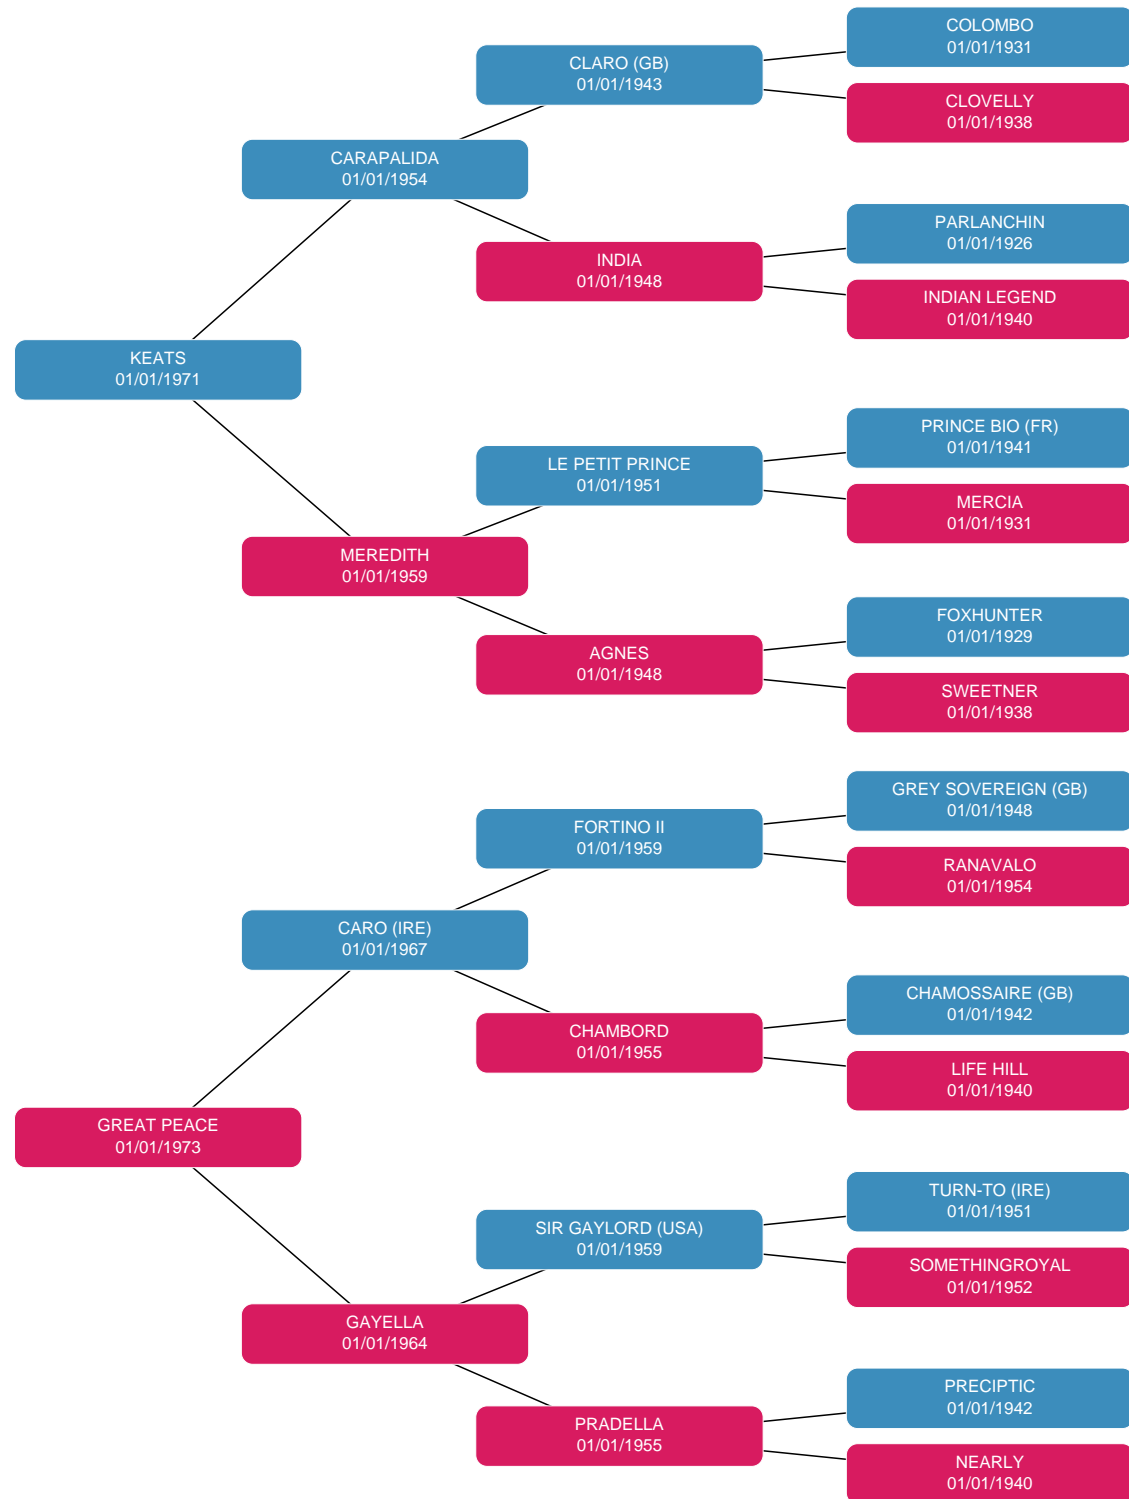 COLOMBO
01/01/1931
CLARO (GB)
01/01/1943
CLOVELLY
01/01/1938
CARAPALIDA
01/01/1954
PARLANCHIN
01/01/1926
INDIA
01/01/1948
INDIAN LEGEND
01/01/1940
KEATS
01/01/1971
PRINCE BIO (FR)
01/01/1941
LE PETIT PRINCE
01/01/1951
MERCIA
01/01/1931
MEREDITH
01/01/1959
FOXHUNTER
01/01/1929
AGNES
01/01/1948
SWEETNER
01/01/1938
GREY SOVEREIGN (GB)
01/01/1948
FORTINO II
01/01/1959
RANAVALO
01/01/1954
CARO (IRE)
01/01/1967
CHAMOSSAIRE (GB)
01/01/1942
CHAMBORD
01/01/1955
LIFE HILL
01/01/1940
GREAT PEACE
01/01/1973
TURN-TO (IRE)
01/01/1951
SIR GAYLORD (USA)
01/01/1959
SOMETHINGROYAL
01/01/1952
GAYELLA
01/01/1964
PRECIPTIC
01/01/1942
PRADELLA
01/01/1955
NEARLY
01/01/1940